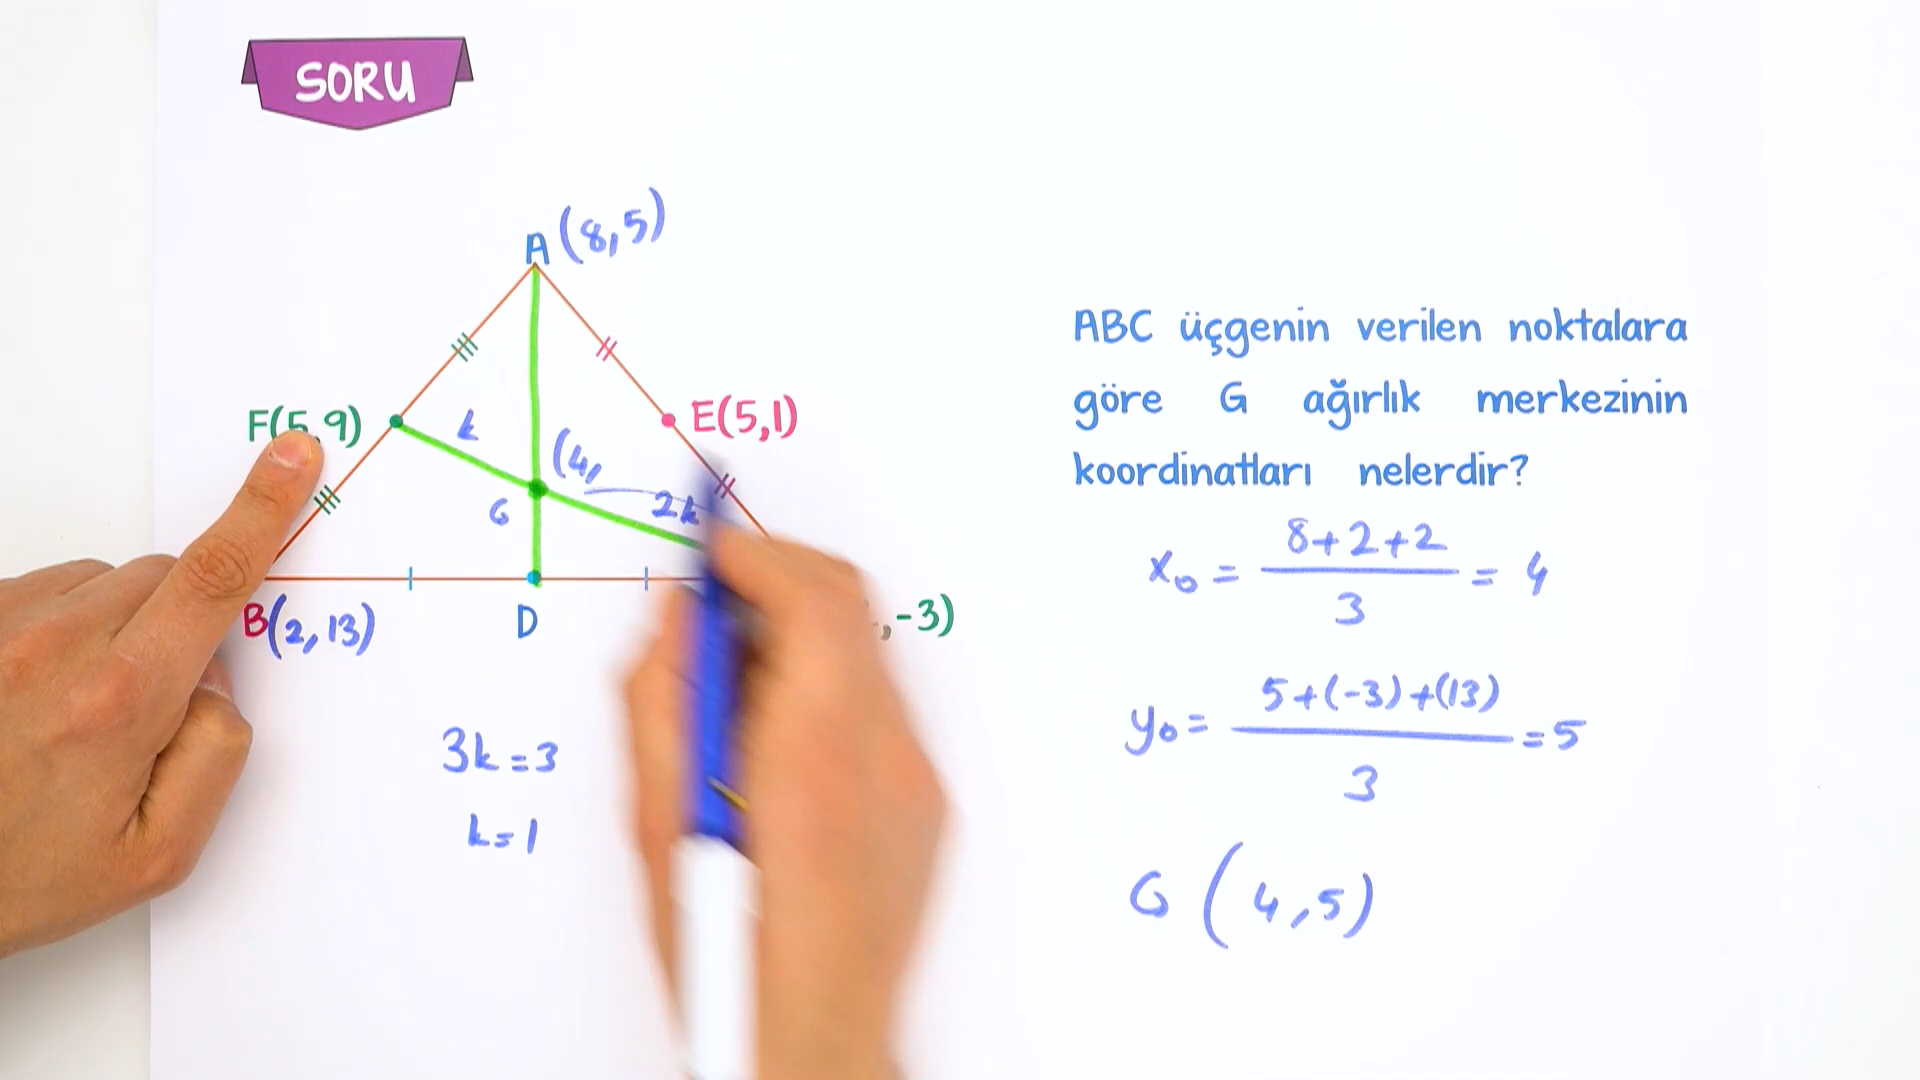 SORU
A (8,5)
F(5,9)
k
E(5,1)
(4,
2k
G
B(2,13)
D
,-3)
3k=3
k=1
ABC üçgenin verilen noktalara
göre G ağırlık merkezinin
koordinatları nelerdir?
x₀ = 8+2+2 / 3 = 4
y₀ = 5+(-3)+(13) / 3 = 5
G (4,5)